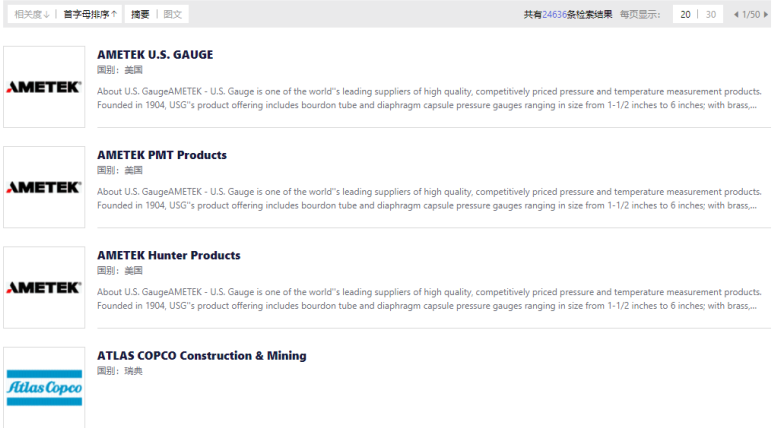 相关度↓ | 首字母排序↑ 摘要 | 图文 共有24636条检索结果 每页显示: 20 | 30 1/50
AMETEK
AMETEK U.S. GAUGE
国别：美国
About U.S. GaugeAMETEK - U.S. Gauge is one of the world"s leading suppliers of high quality, competitively priced pressure and temperature measurement products.
Founded in 1904, USG"s product offering includes bourdon tube and diaphragm capsule pressure gauges ranging in size from 1-1/2 inches to 6 inches; with brass,...
AMETEK
AMETEK PMT Products
国别：美国
About U.S. GaugeAMETEK - U.S. Gauge is one of the world"s leading suppliers of high quality, competitively priced pressure and temperature measurement products.
Founded in 1904, USG"s product offering includes bourdon tube and diaphragm capsule pressure gauges ranging in size from 1-1/2 inches to 6 inches; with brass,...
AMETEK
AMETEK Hunter Products
国别：美国
About U.S. GaugeAMETEK - U.S. Gauge is one of the world"s leading suppliers of high quality, competitively priced pressure and temperature measurement products.
Founded in 1904, USG"s product offering includes bourdon tube and diaphragm capsule pressure gauges ranging in size from 1-1/2 inches to 6 inches; with brass,...
Atlas Copco
ATLAS COPCO Construction & Mining
国别：瑞典